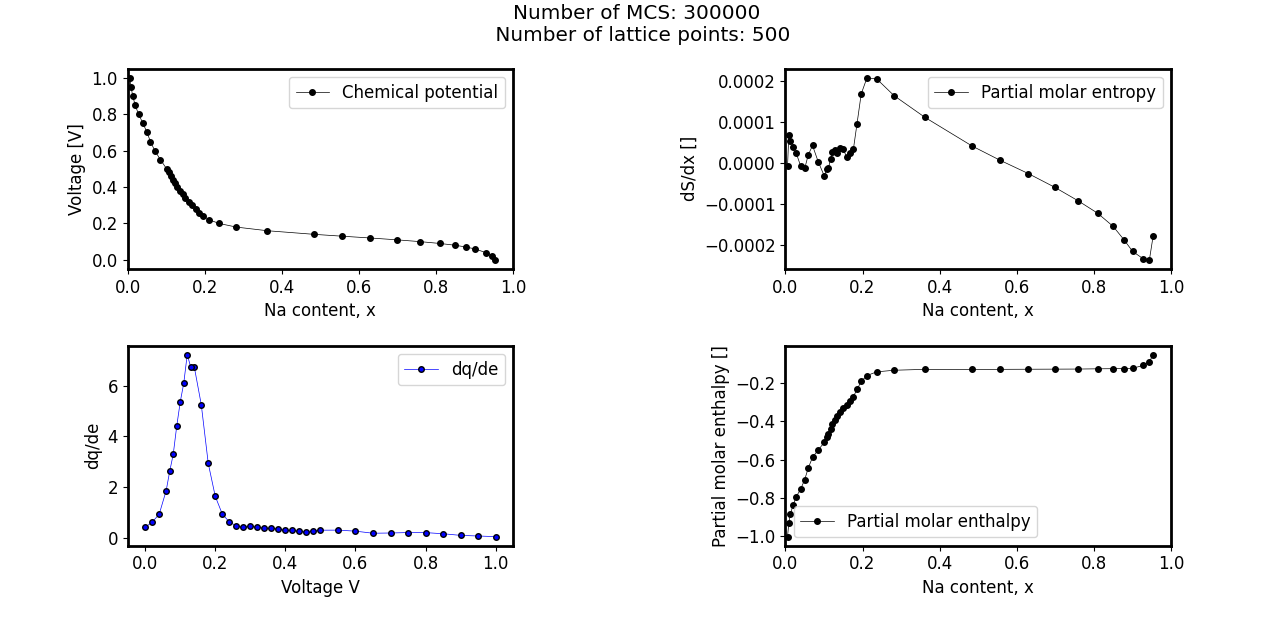 Number of MCS: 300000
Number of lattice points: 500
Voltage [V]
1.0
0.8
0.6
0.4
0.2
0.0
Chemical potential
0.0 0.2 0.4 0.6 0.8 1.0
Na content, x
dS/dx []
0.0002
0.0001
0.0000
−0.0001
−0.0002
Partial molar entropy
0.0 0.2 0.4 0.6 0.8 1.0
Na content, x
dq/de
6
4
2
0
dq/de
0.0 0.2 0.4 0.6 0.8 1.0
Voltage V
Partial molar enthalpy []
−0.2
−0.4
−0.6
−0.8
−1.0
Partial molar enthalpy
0.0 0.2 0.4 0.6 0.8 1.0
Na content, x